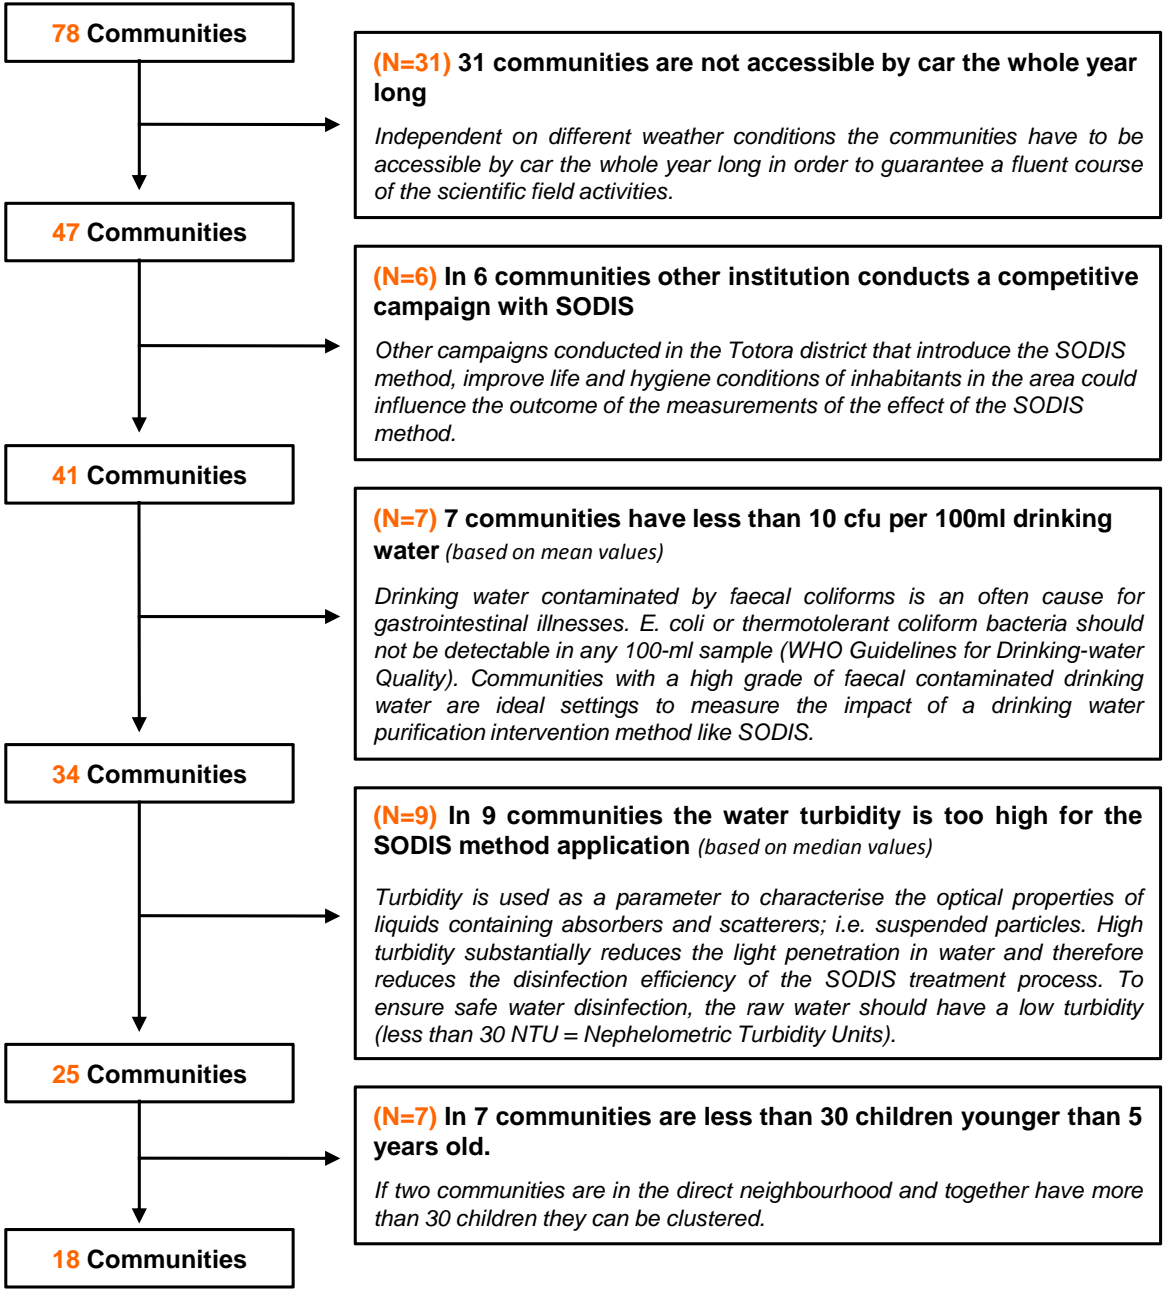 78 Communities
(N=31) 31 communities are not accessible by car the whole year
long
Independent on different weather conditions the communities have to be
accessible by car the whole year long in order to guarantee a fluent course
of the scientific field activities.
47 Communities
(N=6) In 6 communities other institution conducts a competitive
campaign with SODIS
Other campaigns conducted in the Totora district that introduce the SODIS
method, improve life and hygiene conditions of inhabitants in the area could
influence the outcome of the measurements of the effect of the SODIS
method.
41 Communities
(N=7) 7 communities have less than 10 cfu per 100ml drinking
water (based on mean values)
Drinking water contaminated by faecal coliforms is an often cause for
gastrointestinal illnesses. E. coli or thermotolerant coliform bacteria should
not be detectable in any 100-ml sample (WHO Guidelines for Drinking-water
Quality). Communities with a high grade of faecal contaminated drinking
water are ideal settings to measure the impact of a drinking water
purification intervention method like SODIS.
34 Communities
(N=9) In 9 communities the water turbidity is too high for the
SODIS method application (based on median values)
Turbidity is used as a parameter to characterise the optical properties of
liquids containing absorbers and scatterers; i.e. suspended particles. High
turbidity substantially reduces the light penetration in water and therefore
reduces the disinfection efficiency of the SODIS treatment process. To
ensure safe water disinfection, the raw water should have a low turbidity
(less than 30 NTU = Nephelometric Turbidity Units).
25 Communities
(N=7) In 7 communities are less than 30 children younger than 5
years old.
If two communities are in the direct neighbourhood and together have more
than 30 children they can be clustered.
18 Communities